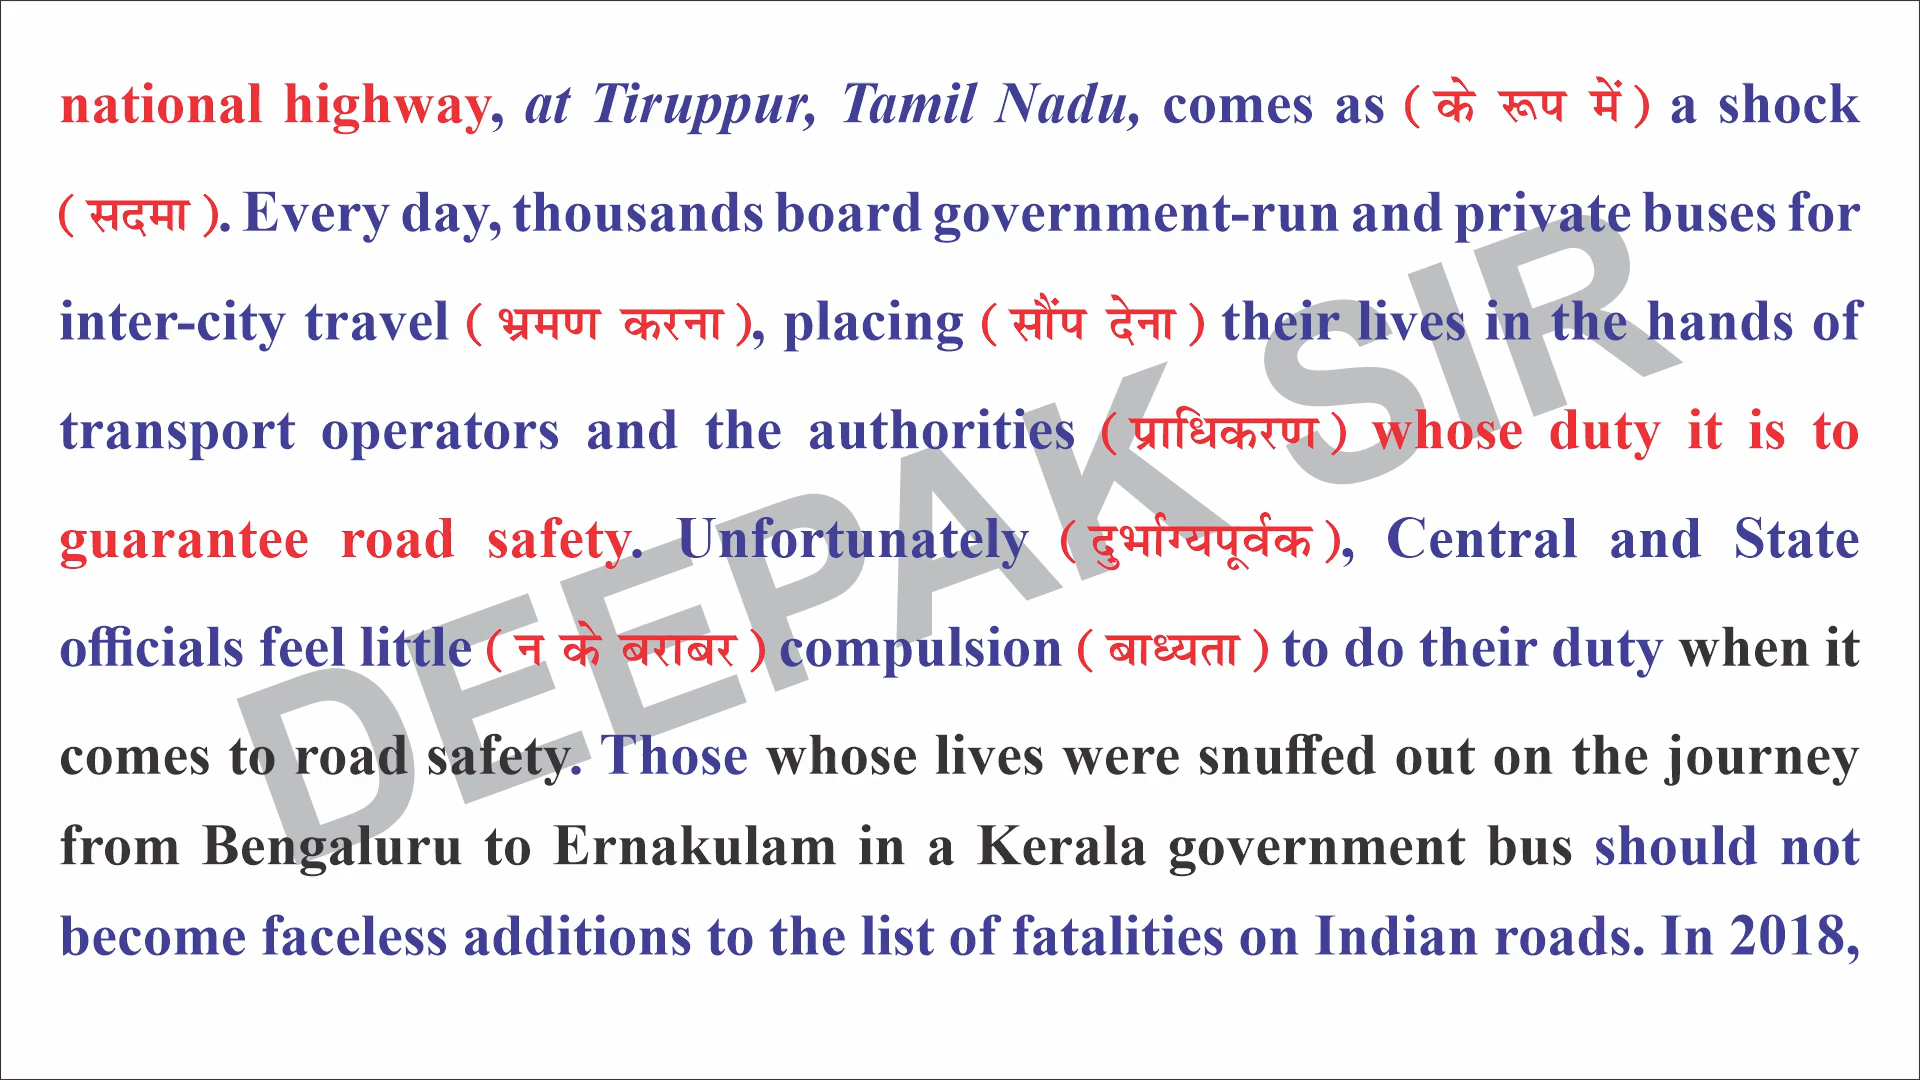 national highway, at Tiruppur, Tamil Nadu, comes as (के रूप में) a shock
(सदमा). Every day, thousands board government-run and private buses for
inter-city travel (भ्रमण करना), placing (सौंप देना) their lives in the hands of
transport operators and the authorities (प्राधिकरण) whose duty it is to
guarantee road safety. Unfortunately (दुर्भाग्यपूर्वक), Central and State
officials feel little (न के बराबर) compulsion (बाध्यता) to do their duty when it
comes to road safety. Those whose lives were snuffed out on the journey
from Bengaluru to Ernakulam in a Kerala government bus should not
become faceless additions to the list of fatalities on Indian roads. In 2018,
DEEPAK SIR